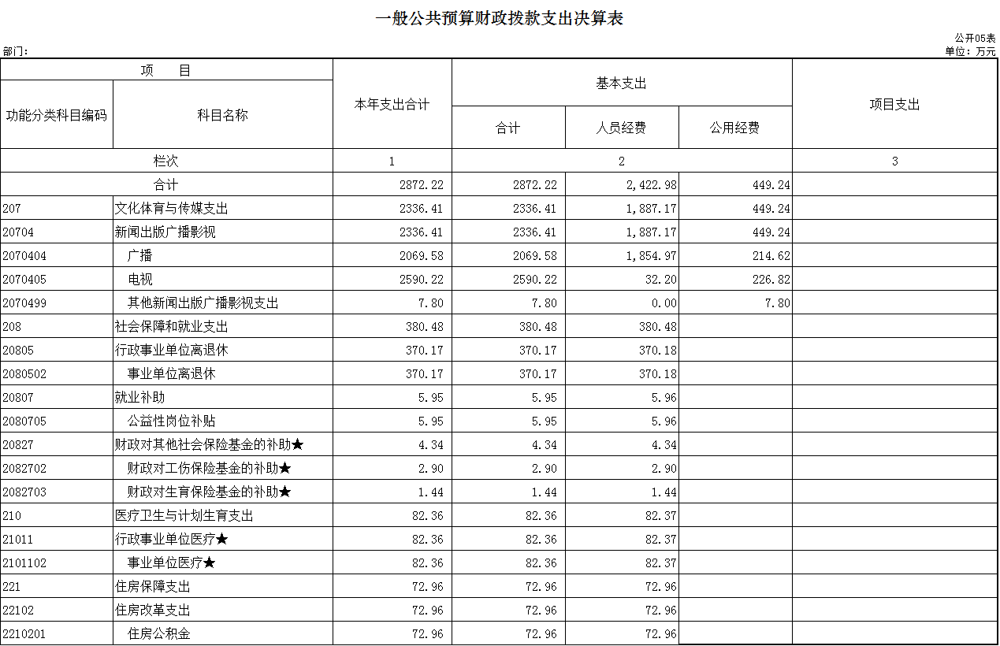 一般公共预算财政拨款支出决算表
公开05表
部门: 单位: 万元
项 目 本年支出合计 基本支出 项目支出
功能分类科目编码 科目名称 合计 人员经费 公用经费
栏次 1 2 3
合计 2872.22 2872.22 2,422.98 449.24
207 文化体育与传媒支出 2336.41 2336.41 1,887.17 449.24
20704 新闻出版广播影视 2336.41 2336.41 1,887.17 449.24
2070404 广播 2069.58 2069.58 1,854.97 214.62
2070405 电视 2590.22 2590.22 32.20 226.82
2070499 其他新闻出版广播影视支出 7.80 7.80 0.00 7.80
208 社会保障和就业支出 380.48 380.48 380.48
20805 行政事业单位离退休 370.17 370.17 370.18
2080502 事业单位离退休 370.17 370.17 370.18
20807 就业补助 5.95 5.95 5.96
2080705 公益性岗位补贴 5.95 5.95 5.96
20827 财政对其他社会保险基金的补助★ 4.34 4.34 4.34
2082702 财政对工伤保险基金的补助★ 2.90 2.90 2.90
2082703 财政对生育保险基金的补助★ 1.44 1.44 1.44
210 医疗卫生与计划生育支出 82.36 82.36 82.37
21011 行政事业单位医疗★ 82.36 82.36 82.37
2101102 事业单位医疗★ 82.36 82.36 82.37
221 住房保障支出 72.96 72.96 72.96
22102 住房改革支出 72.96 72.96 72.96
2210201 住房公积金 72.96 72.96 72.96